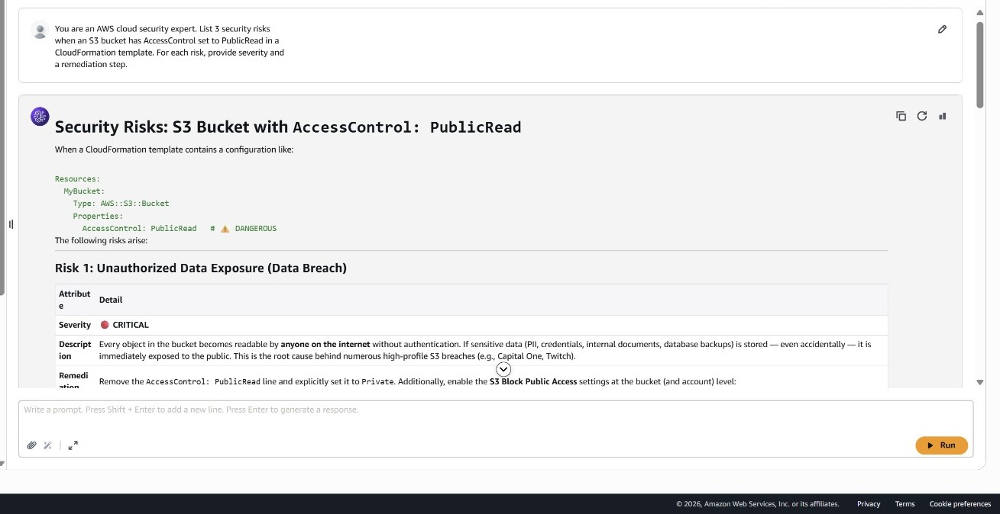 You are an AWS cloud security expert. List 3 security risks
when an S3 bucket has AccessControl set to PublicRead in a
CloudFormation template. For each risk, provide severity and
a remediation step.
Security Risks: S3 Bucket with AccessControl: PublicRead
When a CloudFormation template contains a configuration like:
Resources:
  MyBucket:
    Type: AWS::S3::Bucket
    Properties:
      AccessControl: PublicRead   # ⚠️ DANGEROUS
The following risks arise:
Risk 1: Unauthorized Data Exposure (Data Breach)
Attribut
e
Detail
Severity 🔴 CRITICAL
Descript
ion
Every object in the bucket becomes readable by anyone on the internet without authentication. If sensitive data (PII, credentials, internal documents, database backups) is stored — even accidentally — it is
immediately exposed to the public. This is the root cause behind numerous high-profile S3 breaches (e.g., Capital One, Twitch).
Remedi
ation
Remove the AccessControl: PublicRead line and explicitly set it to Private. Additionally, enable the S3 Block Public Access settings at the bucket (and account) level:
Write a prompt. Press Shift + Enter to add a new line. Press Enter to generate a response.
Run
© 2026, Amazon Web Services, Inc. or its affiliates. Privacy Terms Cookie preferences